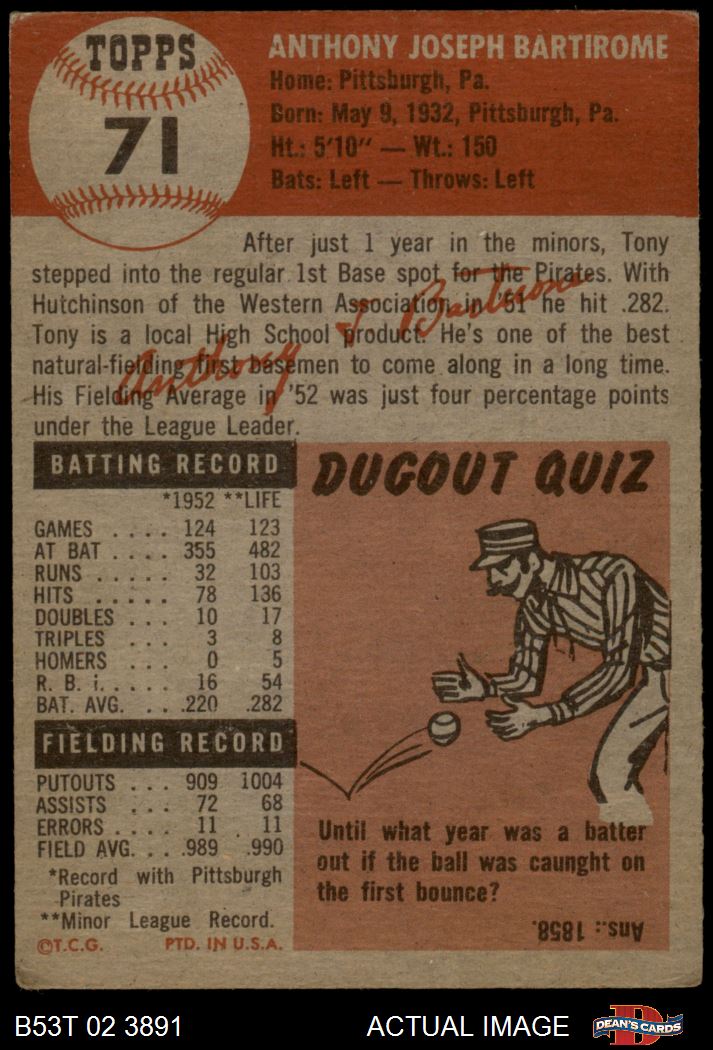 TOPPS
71
ANTHONY JOSEPH BARTIROME
Home: Pittsburgh, Pa.
Born: May 9, 1932, Pittsburgh, Pa.
Ht.: 5'10" — Wt.: 150
Bats: Left — Throws: Left
After just 1 year in the minors, Tony
stepped into the regular 1st Base spot for the Pirates. With
Hutchinson of the Western Association in '51 he hit .282.
Tony is a local High School product. He's one of the best
natural-fielding first basemen to come along in a long time.
His Fielding Average in '52 was just four percentage points
under the League Leader.
Anthony J Bartirome
BATTING RECORD
*1952 **LIFE
GAMES .... 124 123
AT BAT .... 355 482
RUNS ..... 32 103
HITS ..... 78 136
DOUBLES .... 10 17
TRIPLES ... 3 8
HOMERS ... 0 5
R. B. i. .... 16 54
BAT. AVG. .. .220 .282
FIELDING RECORD
PUTOUTS ... 909 1004
ASSISTS ... 72 68
ERRORS .... 11 11
FIELD AVG. .. .989 .990
*Record with Pittsburgh
Pirates
**Minor League Record.
©T.C.G. PTD. IN U.S.A.
DUGOUT QUIZ
Until what year was a batter
out if the ball was caunght on
the first bounce?
Ans.: 1858.
B53T 02 3891
ACTUAL IMAGE
D
DEAN'S CARDS